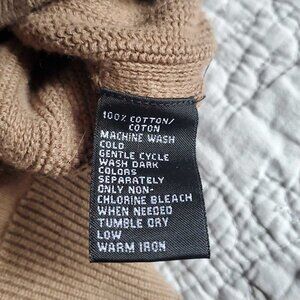 100% COTTON/
COTON
MACHINE WASH
COLD
GENTLE CYCLE
WASH DARK
COLORS
SEPARATELY
ONLY NON-
CHLORINE BLEACH
WHEN NEEDED
TUMBLE DRY
LOW
WARM IRON